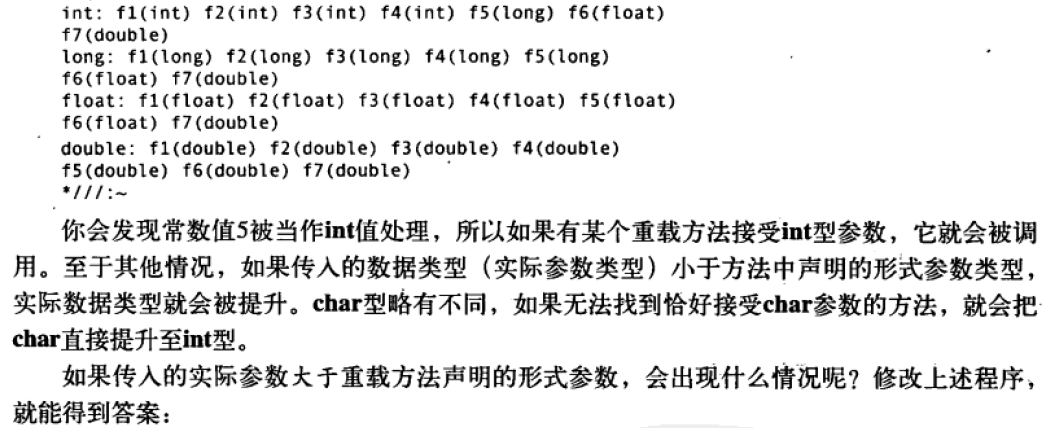 int: f1(int) f2(int) f3(int) f4(int) f5(long) f6(float)
f7(double)
long: f1(long) f2(long) f3(long) f4(long) f5(long)
f6(float) f7(double)
float: f1(float) f2(float) f3(float) f4(float) f5(float)
f6(float) f7(double)
double: f1(double) f2(double) f3(double) f4(double)
f5(double) f6(double) f7(double)
*///:~
你会发现常数值5被当作int值处理，所以如果有某个重载方法接受int型参数，它就会被调
用。至于其他情况，如果传入的数据类型（实际参数类型）小于方法中声明的形式参数类型，
实际数据类型就会被提升。char型略有不同，如果无法找到恰好接受char参数的方法，就会把
char直接提升至int型。
如果传入的实际参数大于重载方法声明的形式参数，会出现什么情况呢？修改上述程序，
就能得到答案：